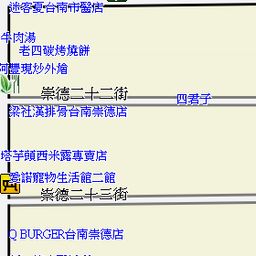 迷客夏台南市醫店
牛肉湯
老四碳烤燒餅
阿豐現炒外燴
崇德二十二街
四君子
梁社漢排骨台南崇德店
塔芋頭西米露專賣店
愛諾寵物生活館二館
崇德二十三街
Q BURGER台南崇德店